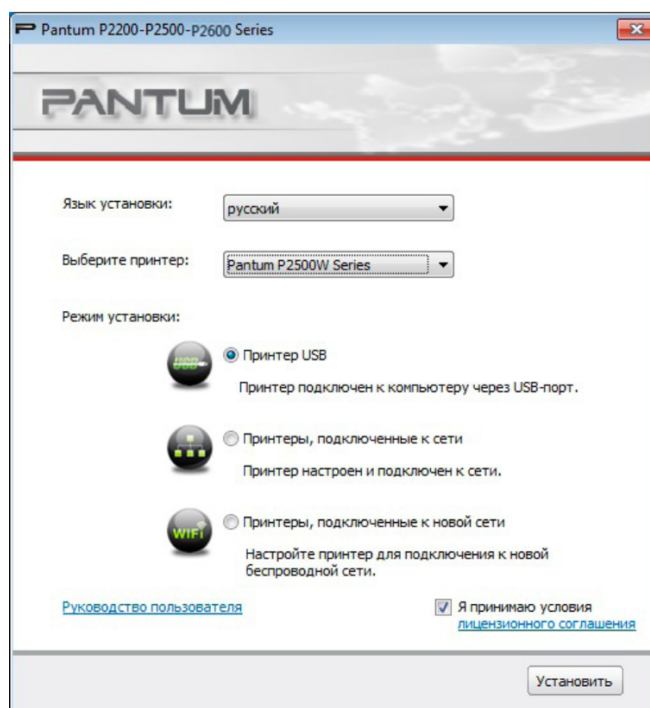 Pantum P2200-P2500-P2600 Series
PANTUM
Язык установки:
русский
Выберите принтер:
Pantum P2500W Series
Режим установки:
USB
Принтер USB
Принтер подключен к компьютеру через USB-порт.
Принтеры, подключенные к сети
Принтер настроен и подключен к сети.
WiFi
Принтеры, подключенные к новой сети
Настройте принтер для подключения к новой
беспроводной сети.
Руководство пользователя
Я принимаю условия
лицензионного соглашения
Установить